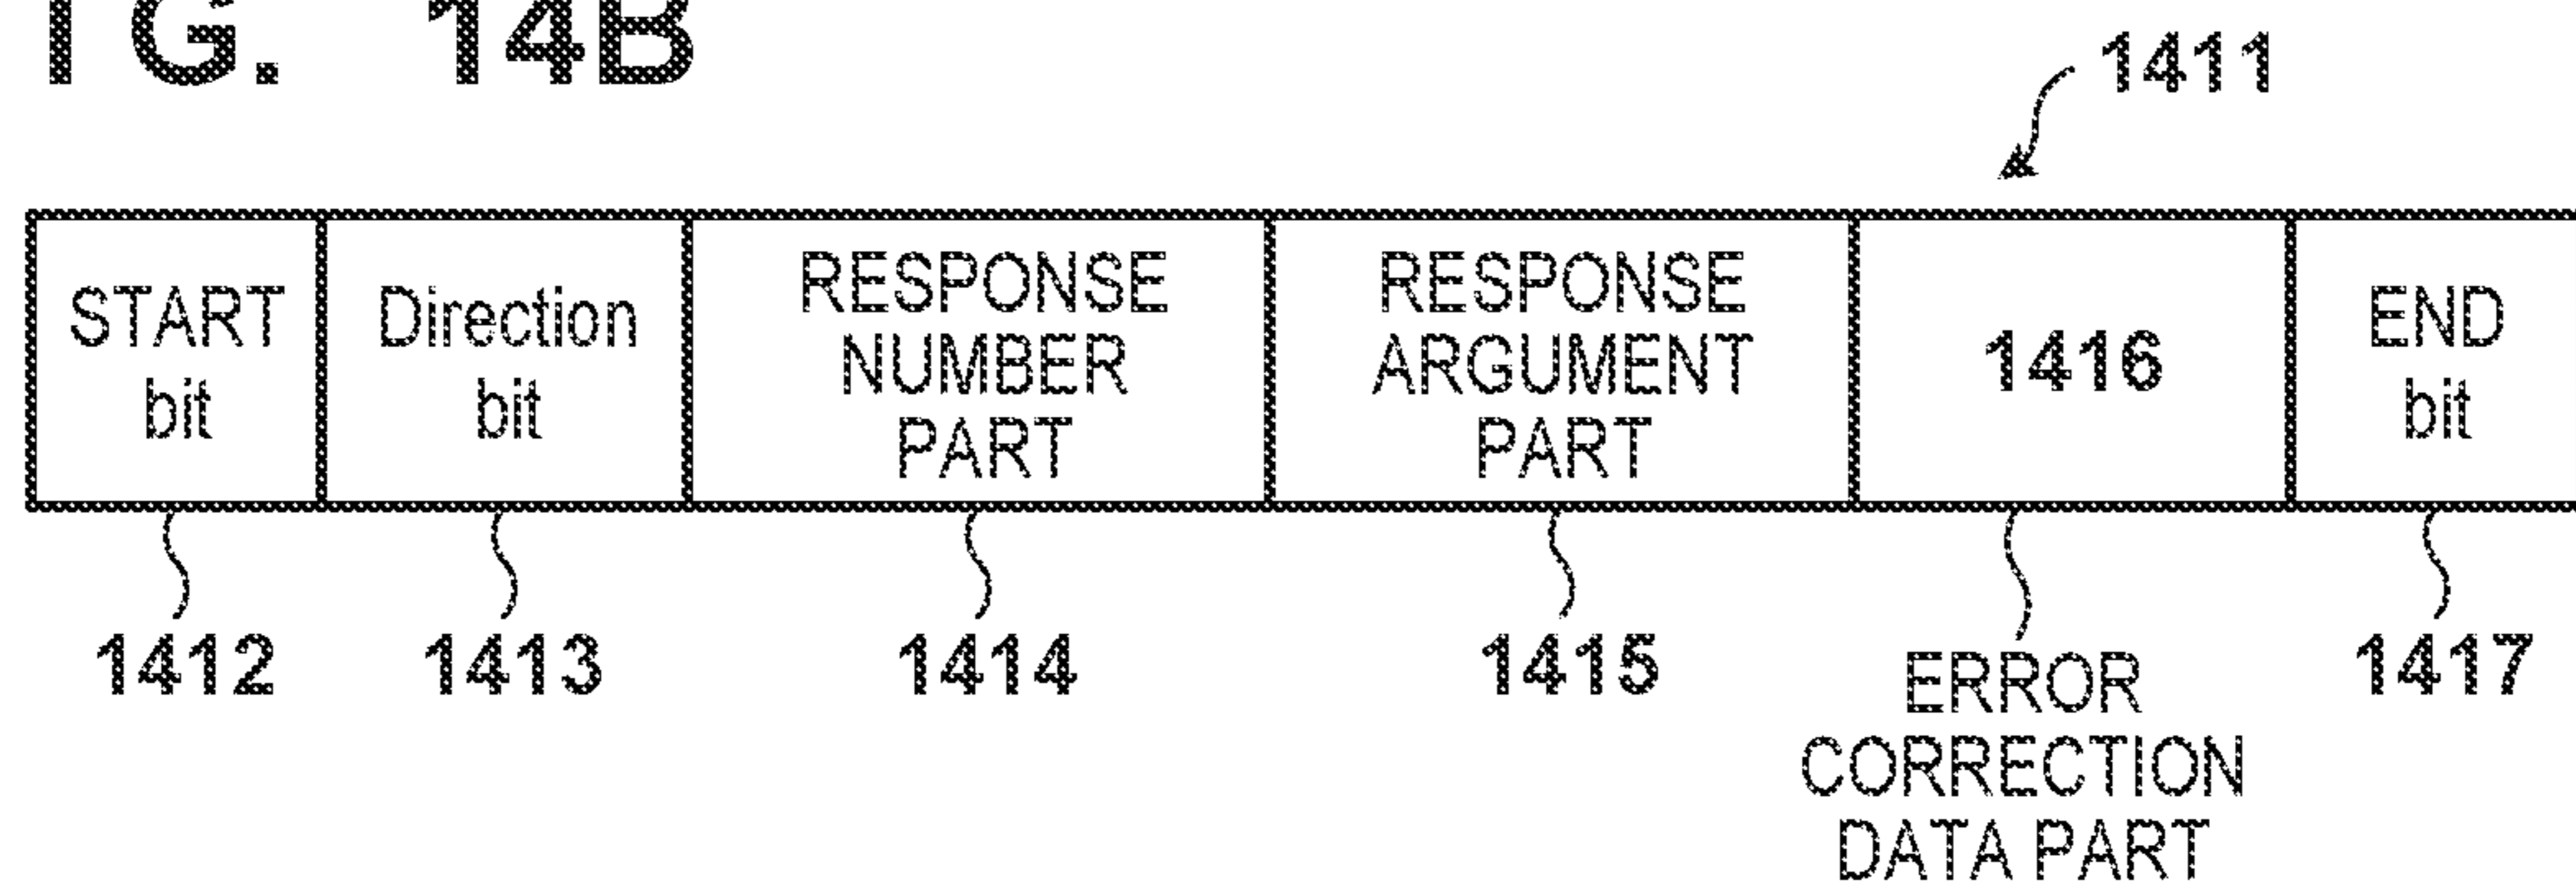 IG. 14B
1411
START
bit
Direction
bit
RESPONSE
NUMBER
PART
RESPONSE
ARGUMENT
PART
1416
END
bit
1412
1413
1414
1415
ERROR
CORRECTION
DATA PART
1417